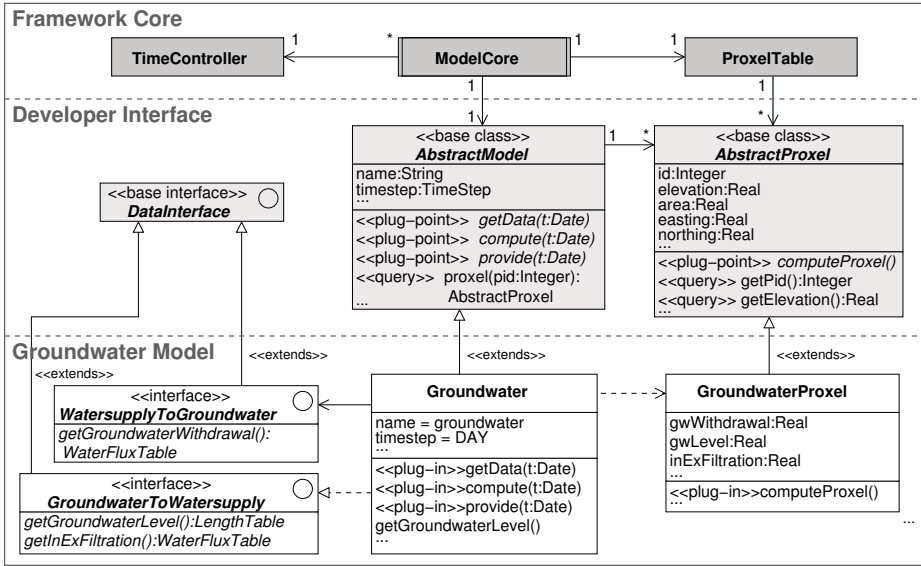 Framework Core
TimeController
1
*
ModelCore
1
1
ProxelTable
1
1
Developer Interface
1
*
<<base class>>
AbstractModel
name:String
timestep:TimeStep
...
<<plug-point>> getData(t:Date)
<<plug-point>> compute(t:Date)
<<plug-point>> provide(t:Date)
<<query>> proxel(pid:Integer):
AbstractProxel
...
1
*
<<base class>>
AbstractProxel
id:Integer
elevation:Real
area:Real
easting:Real
northing:Real
...
<<plug-point>> computeProxel()
<<query>> getPid():Integer
<<query>> getElevation():Real
...
<<base interface>>
DataInterface
Groundwater Model
<<extends>>
<<extends>>
<<extends>>
<<extends>>
<<interface>>
WatersupplyToGroundwater
getGroundwaterWithdrawal():
WaterFluxTable
<<interface>>
GroundwaterToWatersupply
getGroundwaterLevel():LengthTable
getInExFiltration():WaterFluxTable
Groundwater
name = groundwater
timestep = DAY
...
<<plug-in>>getData(t:Date)
<<plug-in>>compute(t:Date)
<<plug-in>>provide(t:Date)
getGroundwaterLevel()
...
GroundwaterProxel
gwWithdrawal:Real
gwLevel:Real
inExFiltration:Real
...
<<plug-in>>computeProxel()
...
...